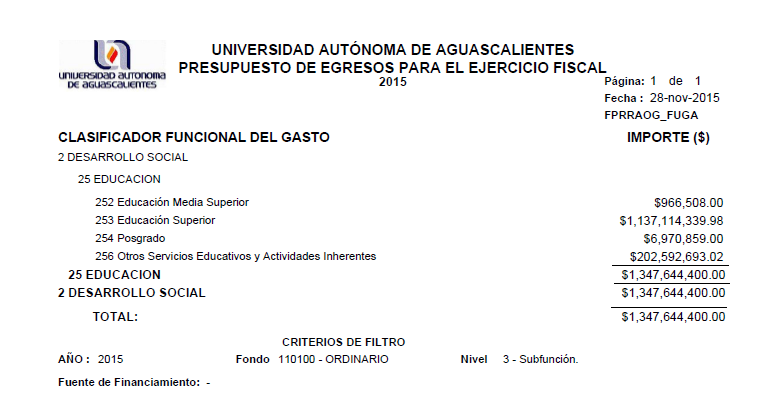 UNIVERSIDAD AUTONOMA
DE AGUASCALIENTES
UNIVERSIDAD AUTÓNOMA DE AGUASCALIENTES
PRESUPUESTO DE EGRESOS PARA EL EJERCICIO FISCAL
2015
Página: 1 de 1
Fecha : 28-nov-2015
FPRRAOG_FUGA
CLASIFICADOR FUNCIONAL DEL GASTO IMPORTE ($)
2 DESARROLLO SOCIAL
25 EDUCACION
252 Educación Media Superior $966,508.00
253 Educación Superior $1,137,114,339.98
254 Posgrado $6,970,859.00
256 Otros Servicios Educativos y Actividades Inherentes $202,592,693.02
25 EDUCACION $1,347,644,400.00
2 DESARROLLO SOCIAL $1,347,644,400.00
TOTAL: $1,347,644,400.00
CRITERIOS DE FILTRO
AÑO : 2015 Fondo 110100 - ORDINARIO Nivel 3 - Subfunción.
Fuente de Financiamiento: -